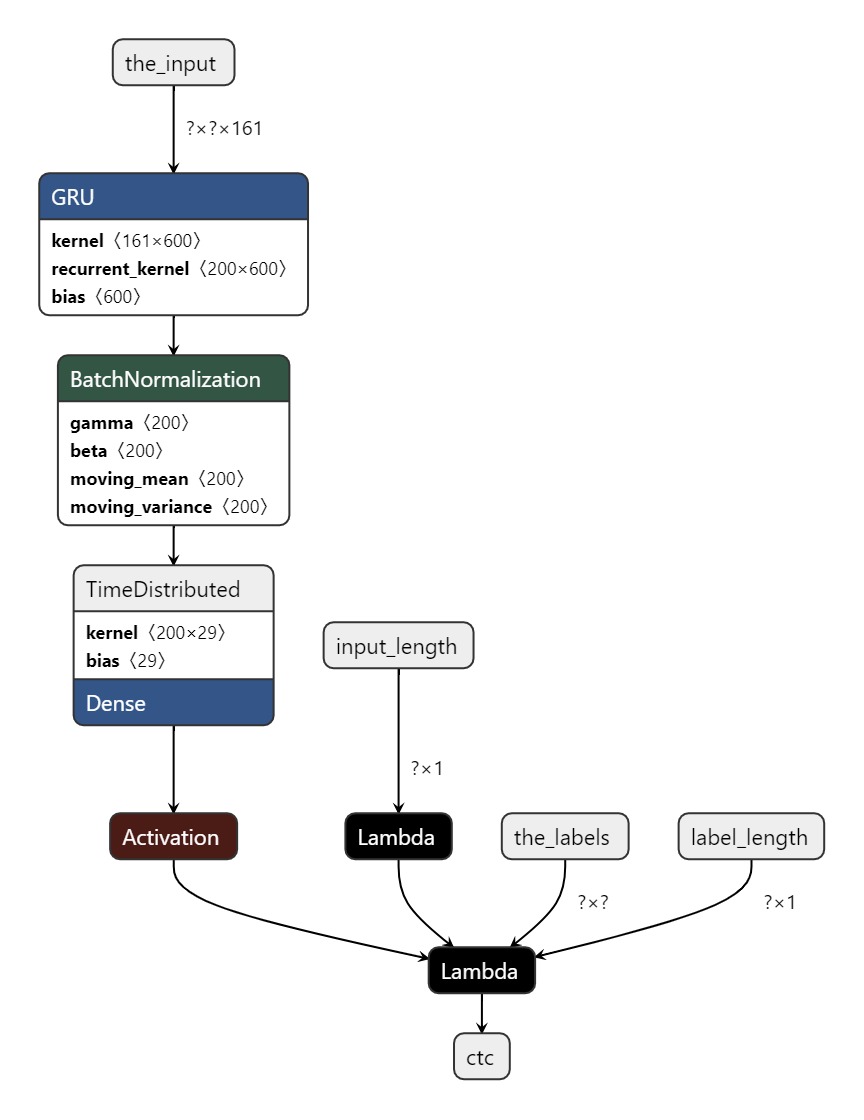 the_input
?×?×161
GRU
kernel〈161×600〉
recurrent_kernel〈200×600〉
bias〈600〉
BatchNormalization
gamma〈200〉
beta〈200〉
moving_mean〈200〉
moving_variance〈200〉
TimeDistributed
kernel〈200×29〉
bias〈29〉
Dense
input_length
?×1
Activation
Lambda
the_labels
label_length
?×?
?×1
Lambda
ctc